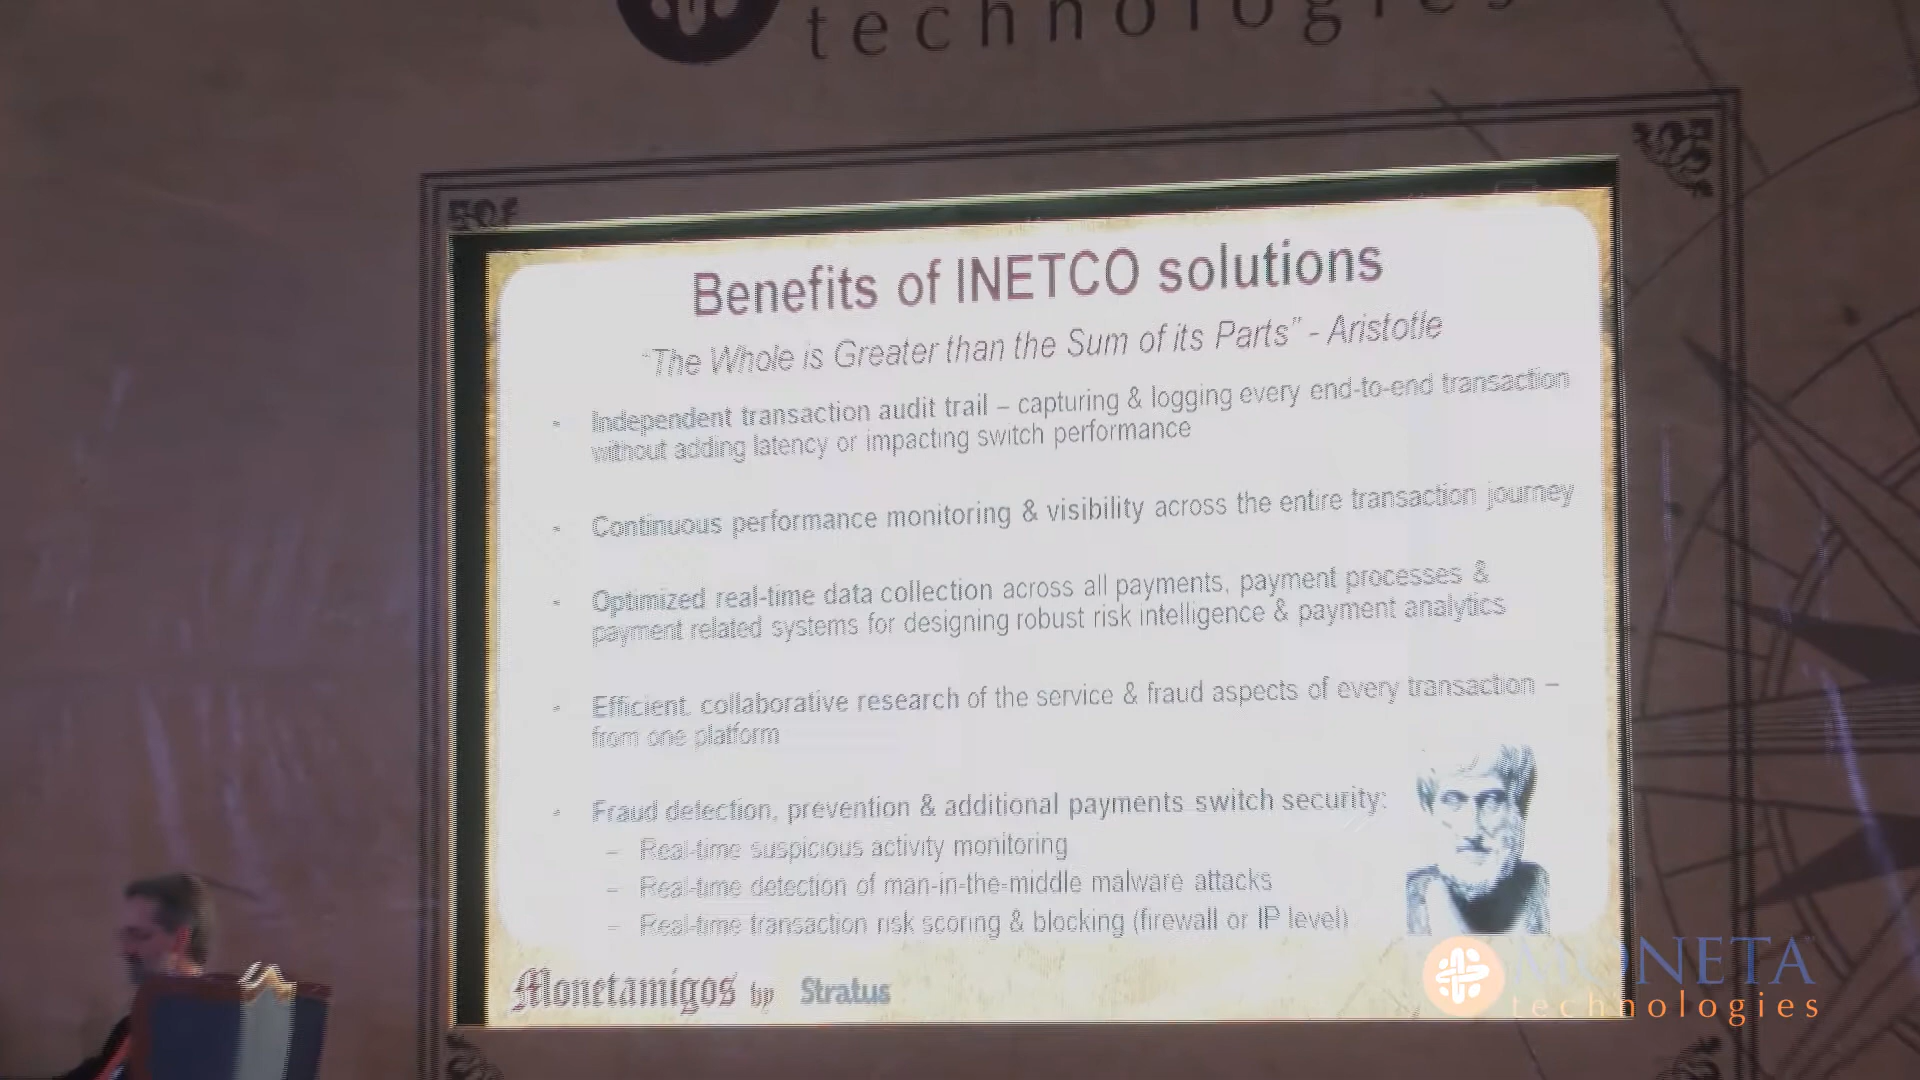 technologies
Benefits of INETCO solutions
"The Whole is Greater than the Sum of its Parts" - Aristotle
- Independent transaction audit trail – capturing & logging every end-to-end transaction
without adding latency or impacting switch performance
- Continuous performance monitoring & visibility across the entire transaction journey
- Optimized real-time data collection across all payments, payment processes &
payment related systems for designing robust risk intelligence & payment analytics
- Efficient, collaborative research of the service & fraud aspects of every transaction –
from one platform
- Fraud detection, prevention & additional payments switch security:
– Real-time suspicious activity monitoring
– Real-time detection of man-in-the-middle malware attacks
– Real-time transaction risk scoring & blocking (firewall or IP level)
Monetamigos by Stratus
MONETA
technologies